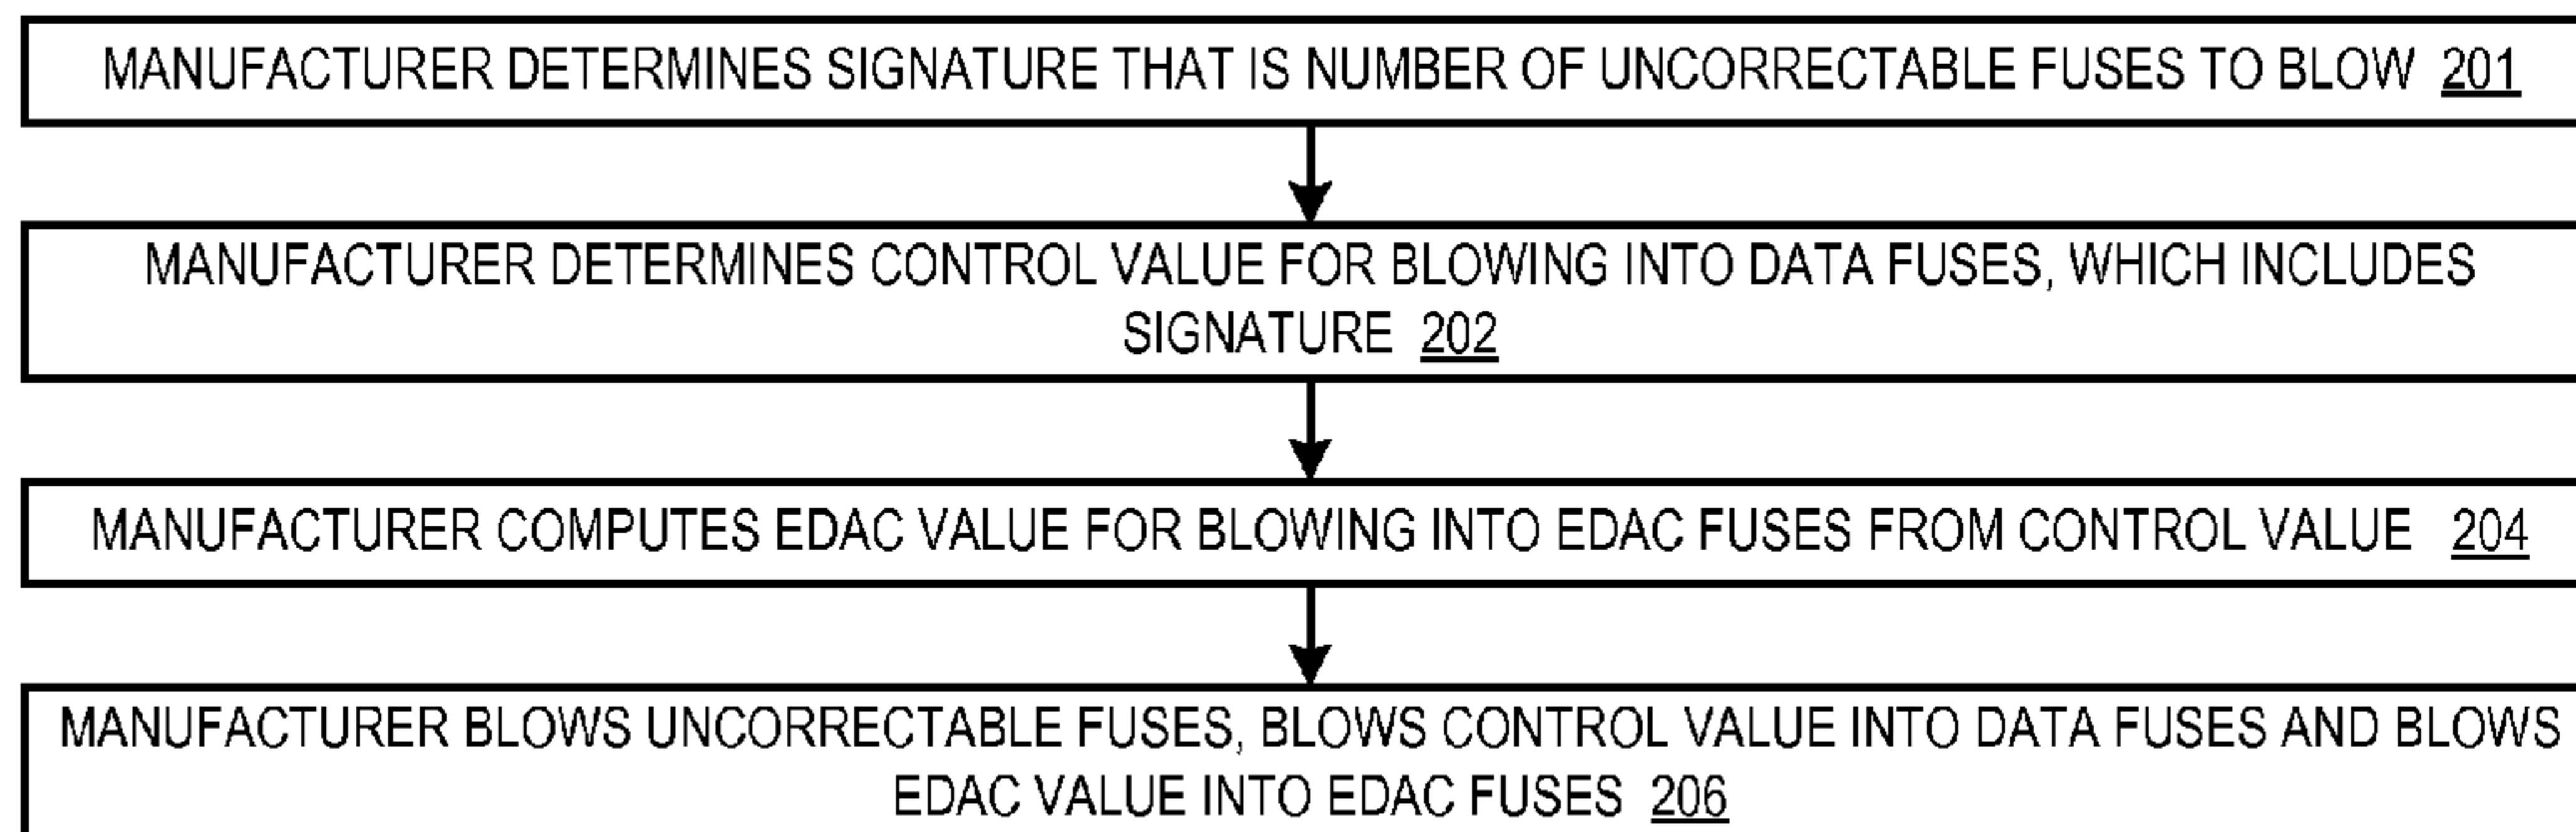 MANUFACTURER DETERMINES SIGNATURE THAT IS NUMBER OF UNCORRECTABLE FUSES TO BLOW 201
MANUFACTURER DETERMINES CONTROL VALUE FOR BLOWING INTO DATA FUSES, WHICH INCLUDES
SIGNATURE 202
MANUFACTURER COMPUTES EDAC VALUE FOR BLOWING INTO EDAC FUSES FROM CONTROL VALUE 204
MANUFACTURER BLOWS UNCORRECTABLE FUSES, BLOWS CONTROL VALUE INTO DATA FUSES AND BLOWS
EDAC VALUE INTO EDAC FUSES 206